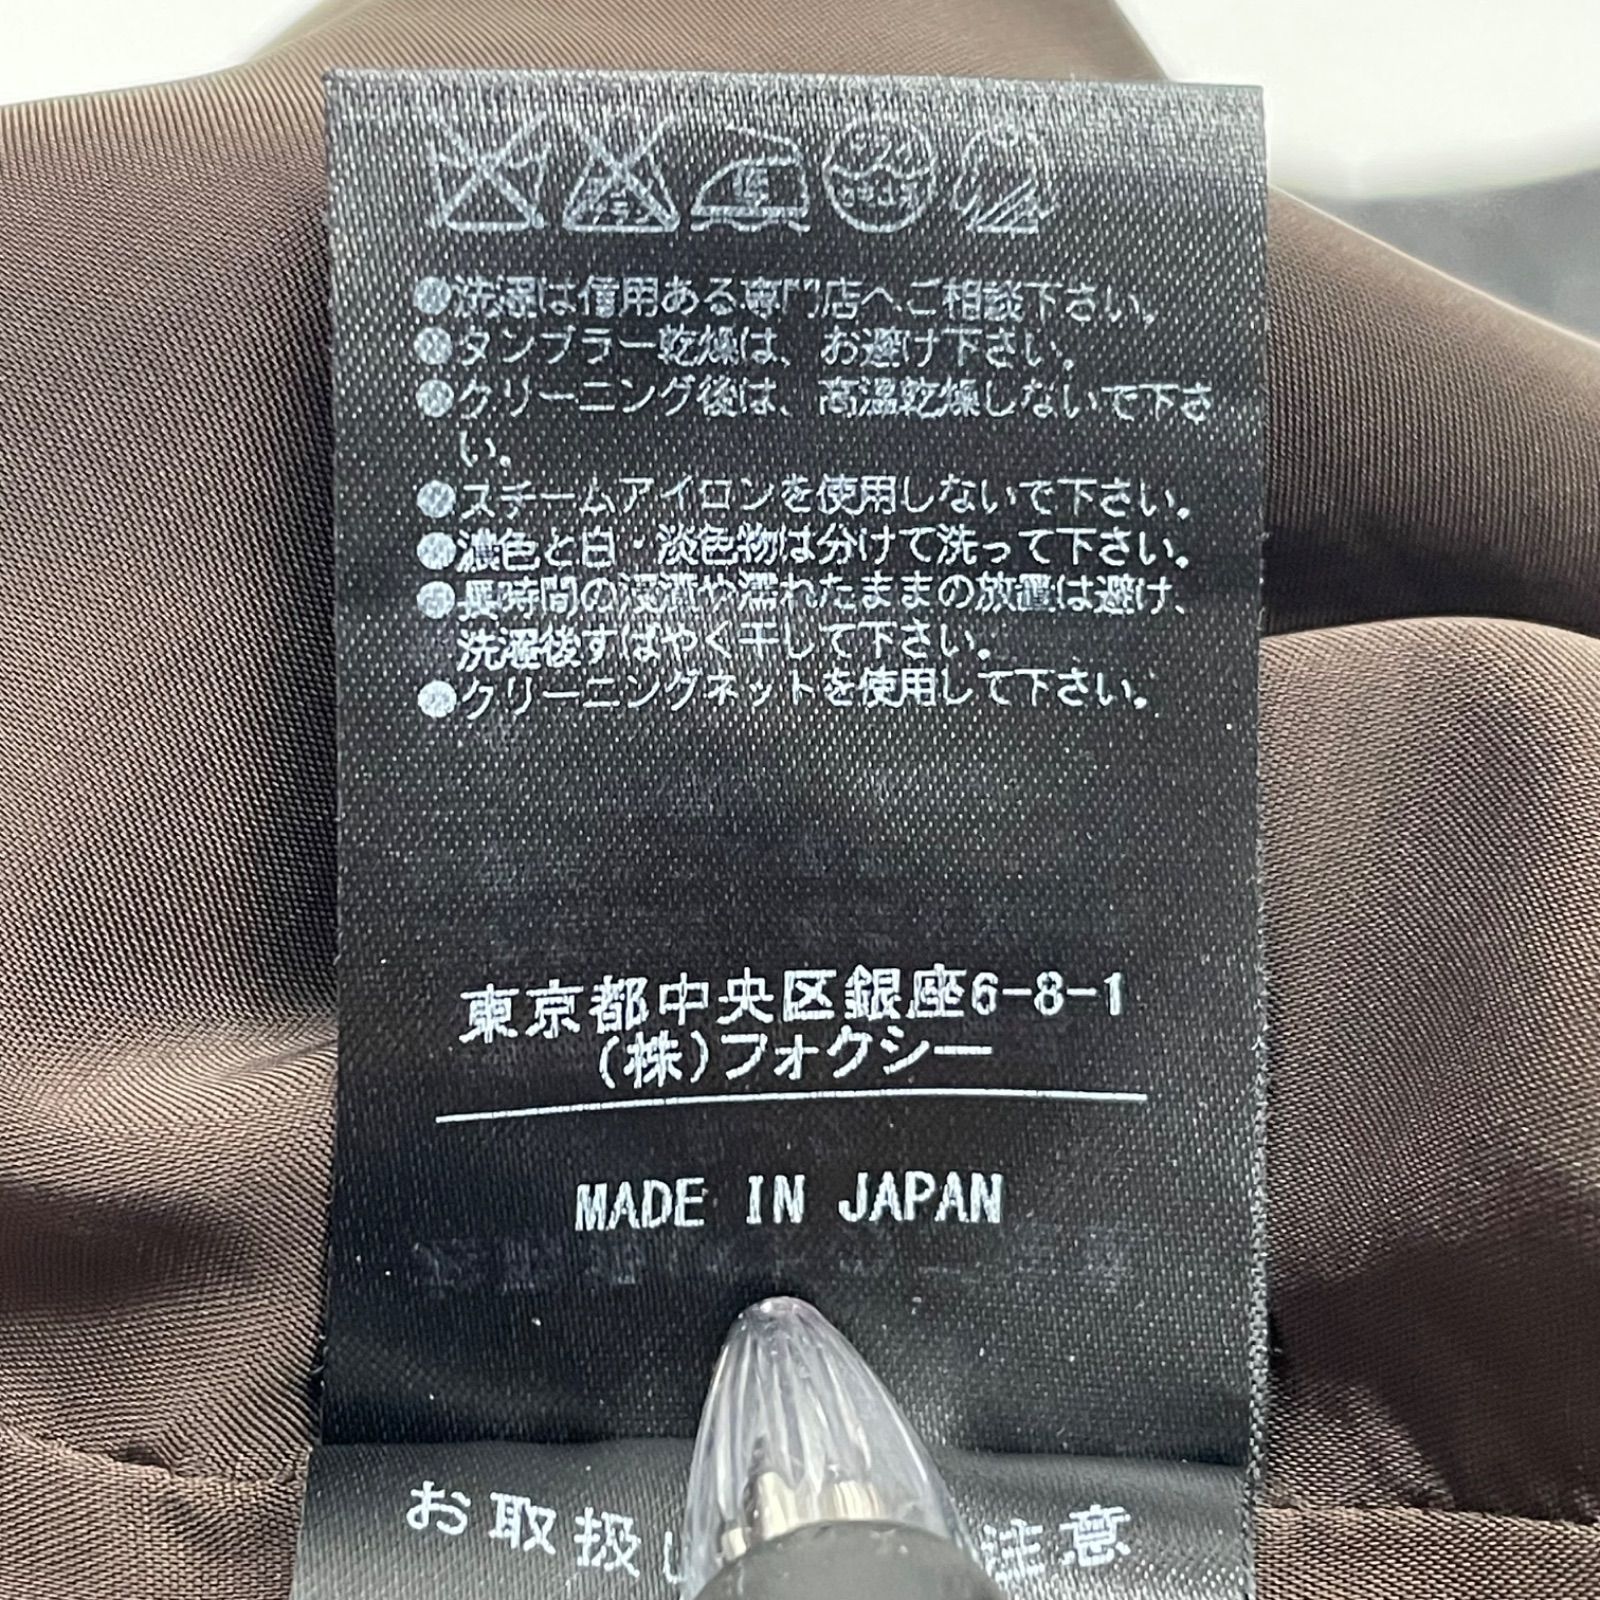 ●洗濯は信用ある専門店へご相談下さい。
●タンブラー乾燥は、お避け下さい。
●クリーニング後は、高温乾燥しないで下さ
い。
●スチームアイロンを使用しないで下さい。
●濃色と白・淡色物は分けて洗って下さい。
●長時間の浸漬や濡れたままの放置は避け、
洗濯後すばやく干して下さい。
●クリーニングネットを使用して下さい。
東京都中央区銀座6-8-1
(株)フォクシー
MADE IN JAPAN
お取扱い 注意